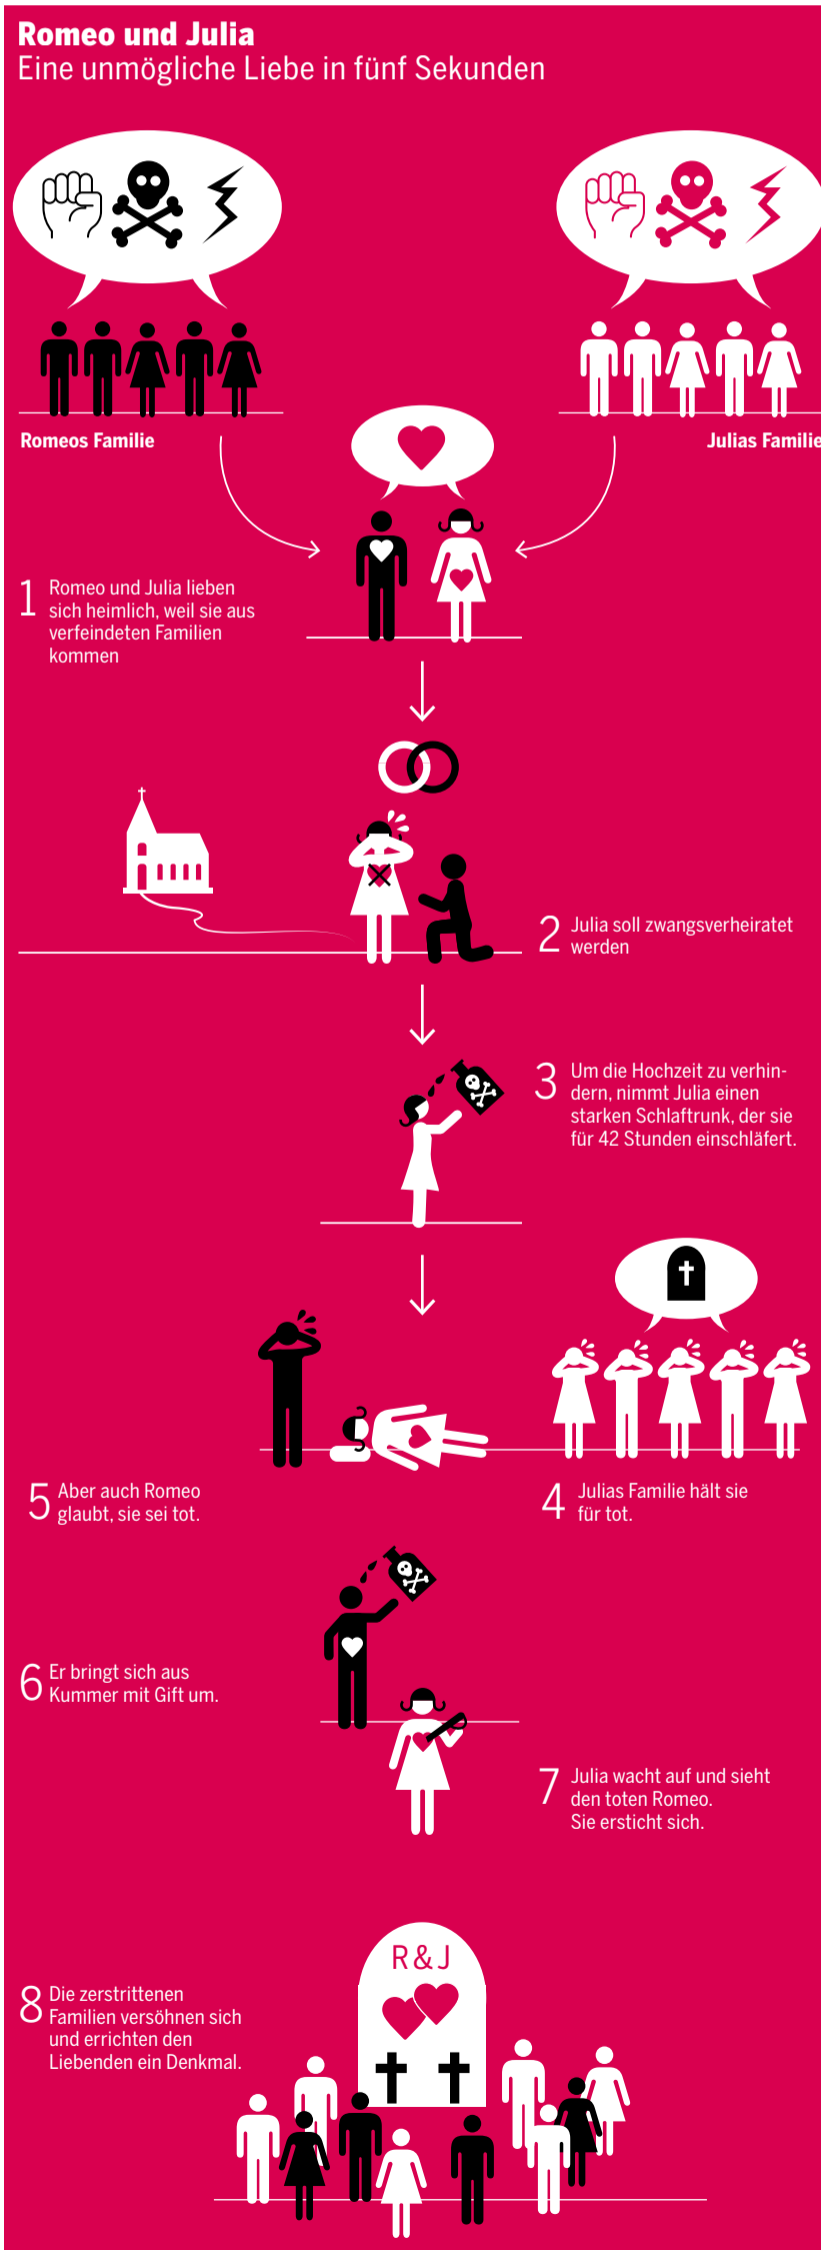 Romeo und Julia
Eine unmögliche Liebe in fünf Sekunden
Romeos Familie
Julias Familie
1 Romeo und Julia lieben
sich heimlich, weil sie aus
verfeindeten Familien
kommen
2 Julia soll zwangsverheiratet
werden
3 Um die Hochzeit zu verhin-
dern, nimmt Julia einen
starken Schlaftrunk, der sie
für 42 Stunden einschläfert.
4 Julias Familie hält sie
für tot.
5 Aber auch Romeo
glaubt, sie sei tot.
6 Er bringt sich aus
Kummer mit Gift um.
7 Julia wacht auf und sieht
den toten Romeo.
Sie ersticht sich.
R & J
8 Die zerstrittenen
Familien versöhnen sich
und errichten den
Liebenden ein Denkmal.